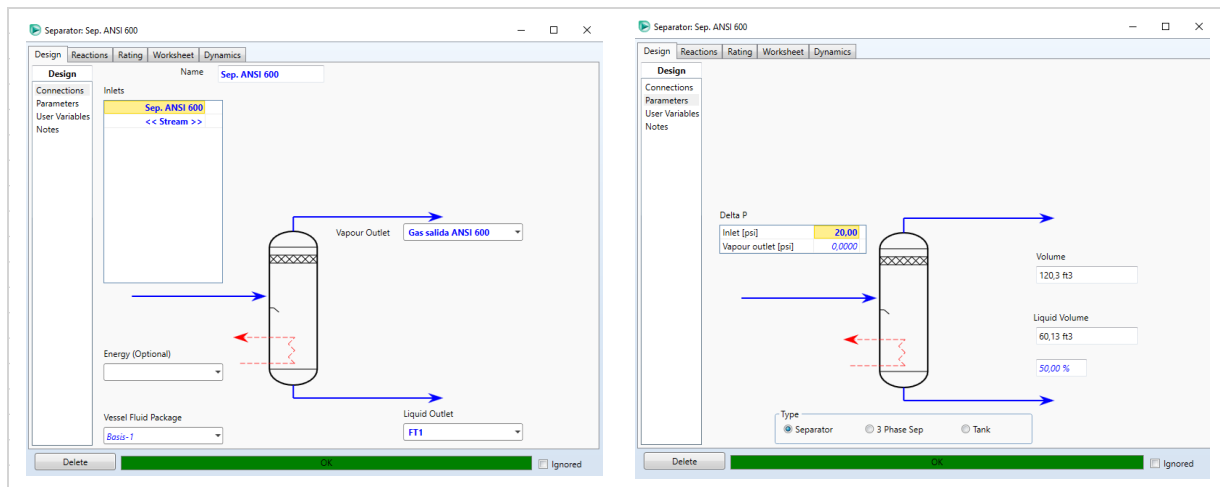 Separator: Sep. ANSI 600
Design Reactions Rating Worksheet Dynamics
Design
Connections
Parameters
User Variables
Notes
Name Sep. ANSI 600
Inlets
Sep. ANSI 600
<< Stream >>
Vapour Outlet Gas salida ANSI 600
Energy (Optional)
Vessel Fluid Package
Basis-1
Liquid Outlet
FT1
Delete OK Ignored
Separator: Sep. ANSI 600
Design Reactions Rating Worksheet Dynamics
Design
Connections
Parameters
User Variables
Notes
Delta P
Inlet [psi] 20,00
Vapour outlet [psi] 0,0000
Volume
120,3 ft3
Liquid Volume
60,13 ft3
50,00 %
Type
Separator 3 Phase Sep Tank
Delete OK Ignored